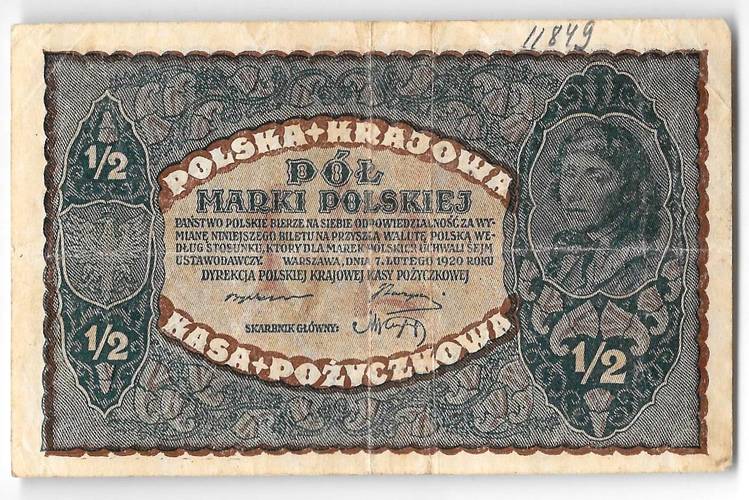 11849
POLSKA + KRAJOWA
1/2
PÓŁ
MARKI POLSKIEJ
PAŃSTWO POLSKIE BIERZE NA SIEBIE ODPOWIEDZIALNOŚĆ ZA WY-
MIANĘ NINIEJSZEGO BILETU NA PRZYSZŁĄ WALUTĘ POLSKĄ WE-
DŁUG STOSUNKU, KTÓRY DLA MAREK POLSKICH UCHWALI SEJM
USTAWODAWCZY. WARSZAWA, DNIA 7. LUTEGO 1920 ROKU
DYREKCJA POLSKIEJ KRAJOWEJ KASY POŻYCZKOWEJ
SKARBNIK GŁÓWNY:
1/2
KASA + POŻYCZKOWA
1/2